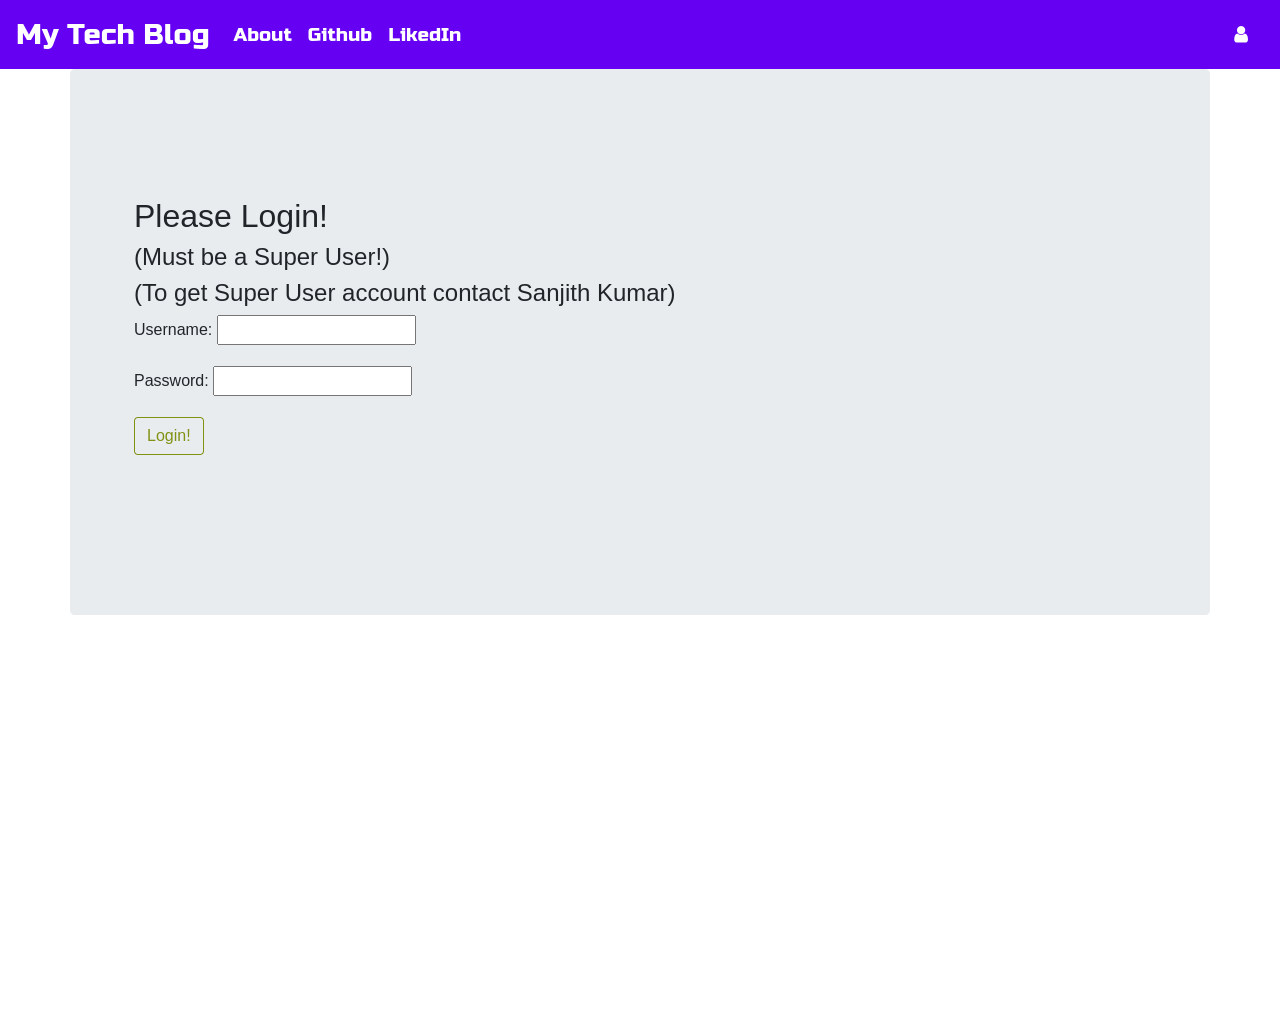 My Tech Blog About Github LikedIn
Please Login!
(Must be a Super User!)
(To get Super User account contact Sanjith Kumar)
Username:
Password:
Login!